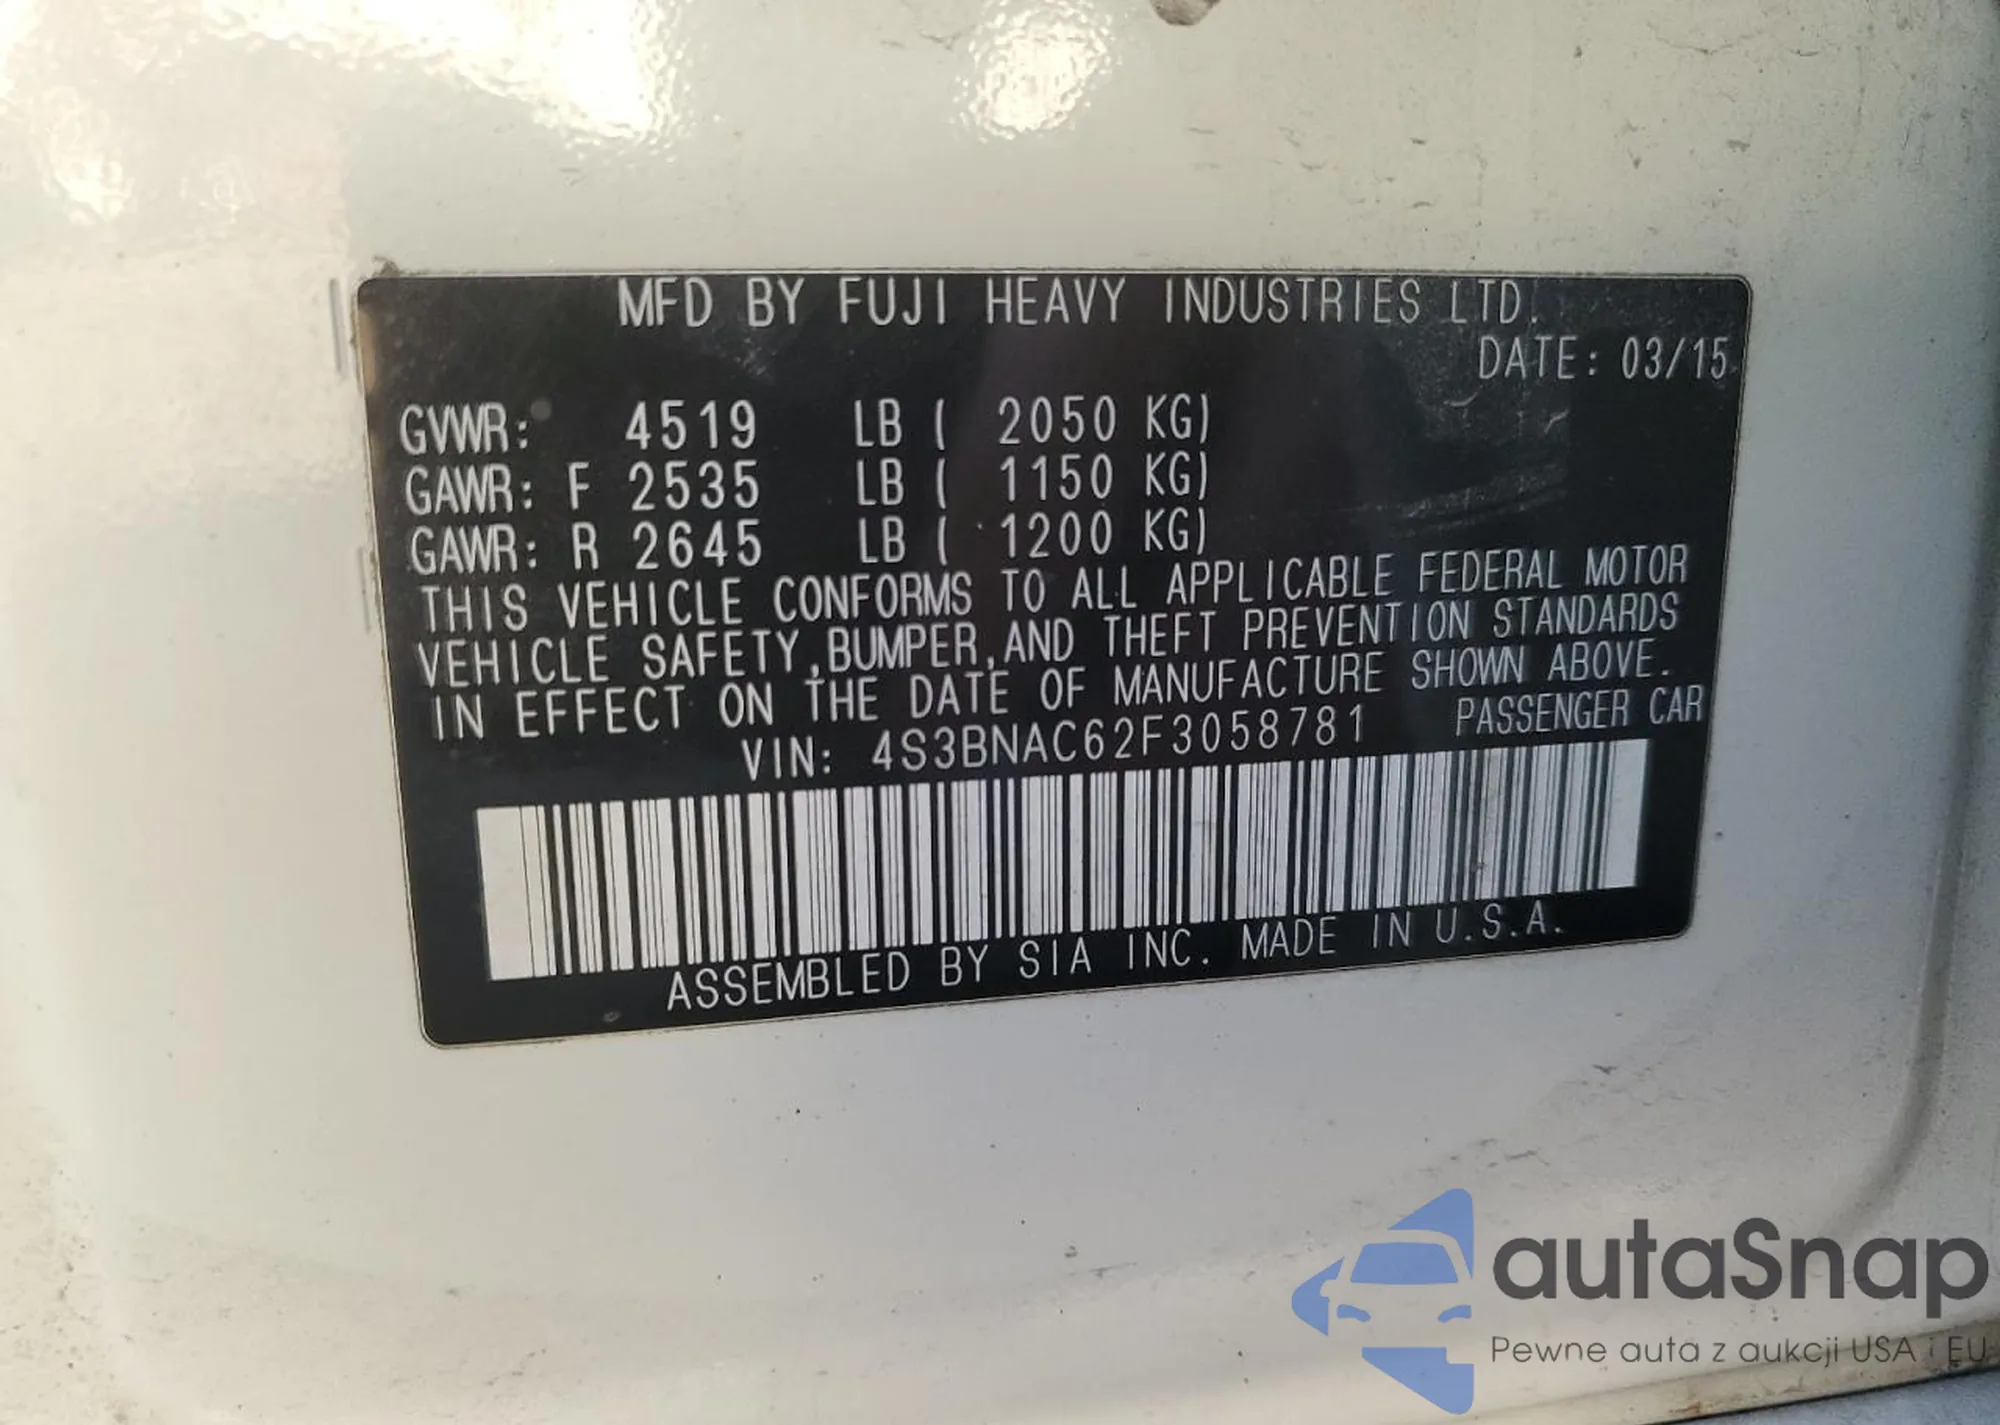 MFD BY FUJI HEAVY INDUSTRIES LTD.
DATE: 03/15
GVWR: 4519 LB ( 2050 KG)
GAWR: F 2535 LB ( 1150 KG)
GAWR: R 2645 LB ( 1200 KG)
THIS VEHICLE CONFORMS TO ALL APPLICABLE FEDERAL MOTOR
VEHICLE SAFETY,BUMPER,AND THEFT PREVENTION STANDARDS
IN EFFECT ON THE DATE OF MANUFACTURE SHOWN ABOVE.
VIN: 4S3BNAC62F3058781 PASSENGER CAR
ASSEMBLED BY SIA INC. MADE IN U.S.A.
autaSnap
Pewne auta z aukcji USA i EU